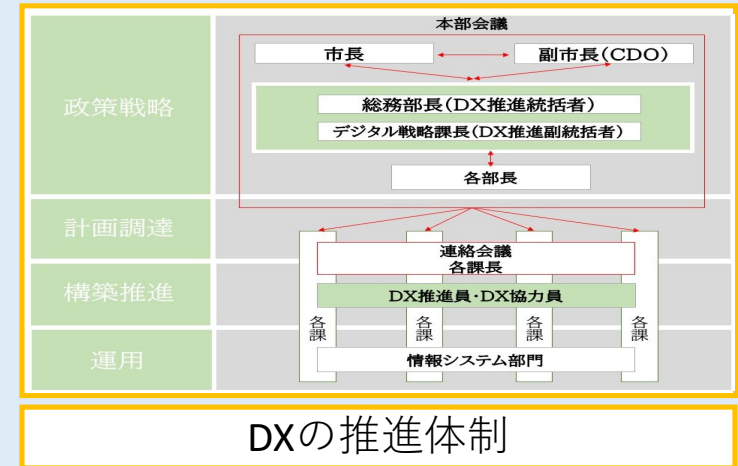 本部会議
市長
副市長(CDO)
政策戦略
総務部長(DX推進統括者)
デジタル戦略課長(DX推進副統括者)
各部長
計画調達
連絡会議
各課長
構築推進
DX推進員・DX協力員
各課
各課
各課
各課
運用
情報システム部門
DXの推進体制